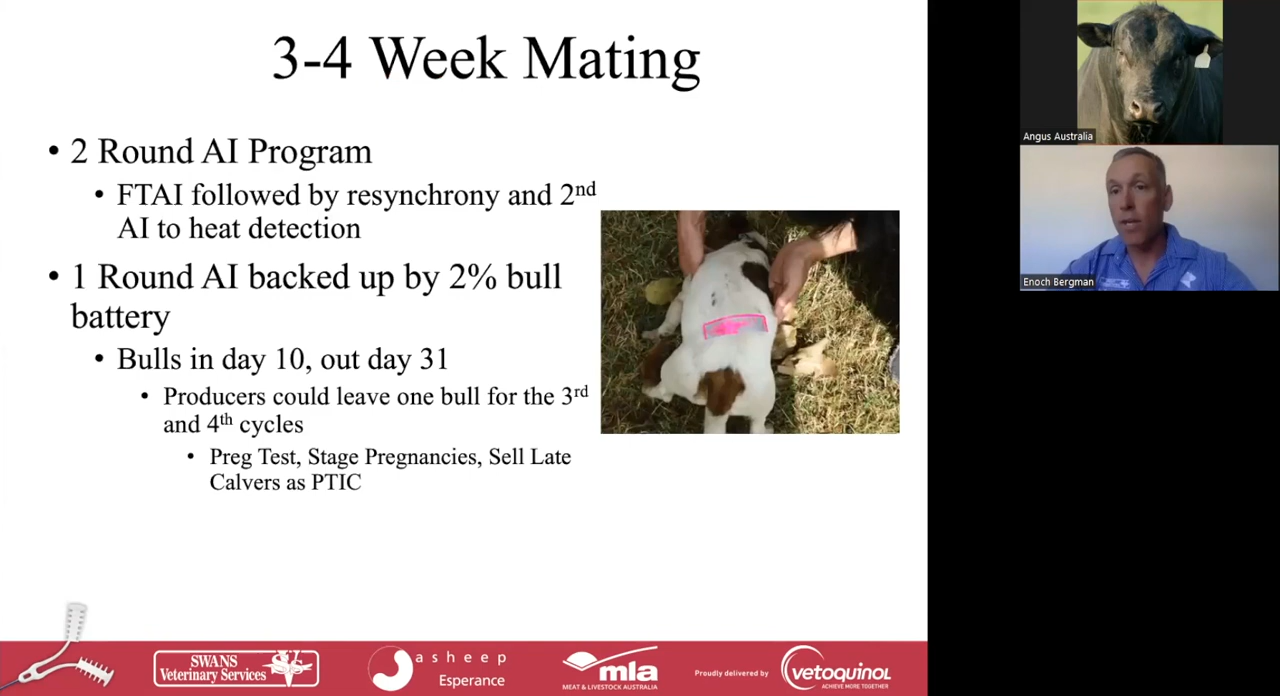 3-4 Week Mating
• 2 Round AI Program
• FTAI followed by resynchrony and 2nd
AI to heat detection
• 1 Round AI backed up by 2% bull
battery
• Bulls in day 10, out day 31
• Producers could leave one bull for the 3rd
and 4th cycles
• Preg Test, Stage Pregnancies, Sell Late
Calvers as PTIC
Angus Australia
Enoch Bergman
SWANS
Veterinary Services
asheep
Esperance
mla
MEAT & LIVESTOCK AUSTRALIA
Proudly delivered by
vetoquinol
ACHIEVE MORE TOGETHER